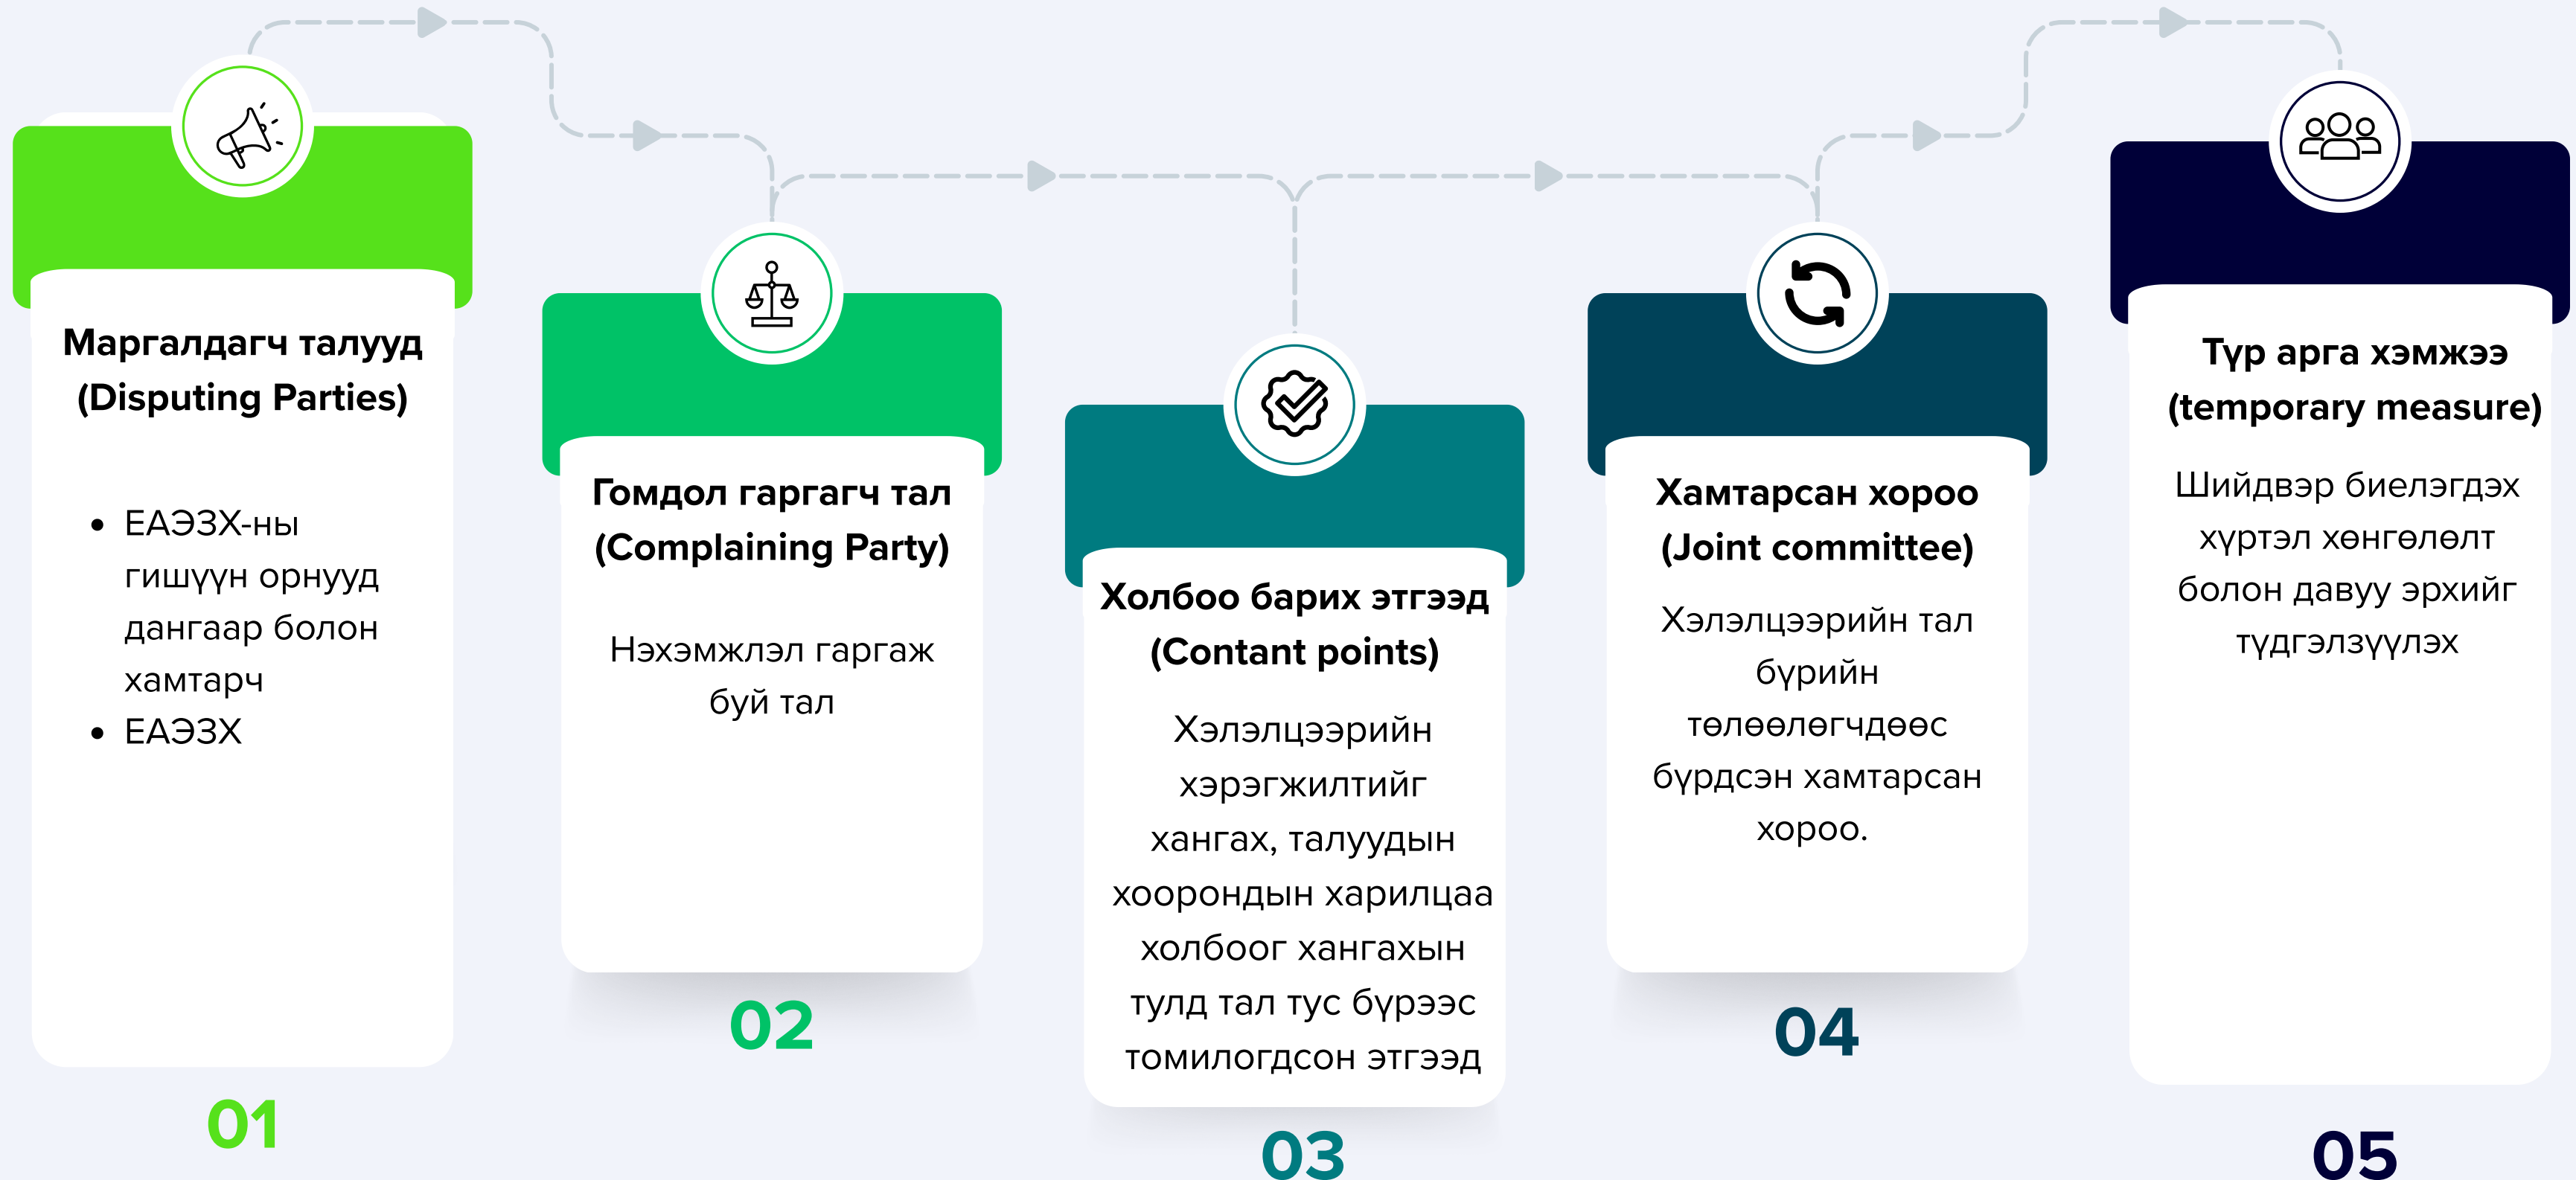 Маргалдагч талууд
(Disputing Parties)
• ЕАЭЗХ-ны
гишүүн орнууд
дангаар болон
хамтарч
• ЕАЭЗХ
01
Гомдол гаргагч тал
(Complaining Party)
Нэхэмжлэл гаргаж
буй тал
02
Холбоо барих этгээд
(Contant points)
Хэлэлцээрийн
хэрэгжилтийг
хангах, талуудын
хоорондын харилцаа
холбоог хангахын
тулд тал тус бүрээс
томилогдсон этгээд
03
Хамтарсан хороо
(Joint committee)
Хэлэлцээрийн тал
бүрийн
төлөөлөгчдөөс
бүрдсэн хамтарсан
хороо.
04
Түр арга хэмжээ
(temporary measure)
Шийдвэр биелэгдэх
хүртэл хөнгөлөлт
болон давуу эрхийг
түдгэлзүүлэх
05